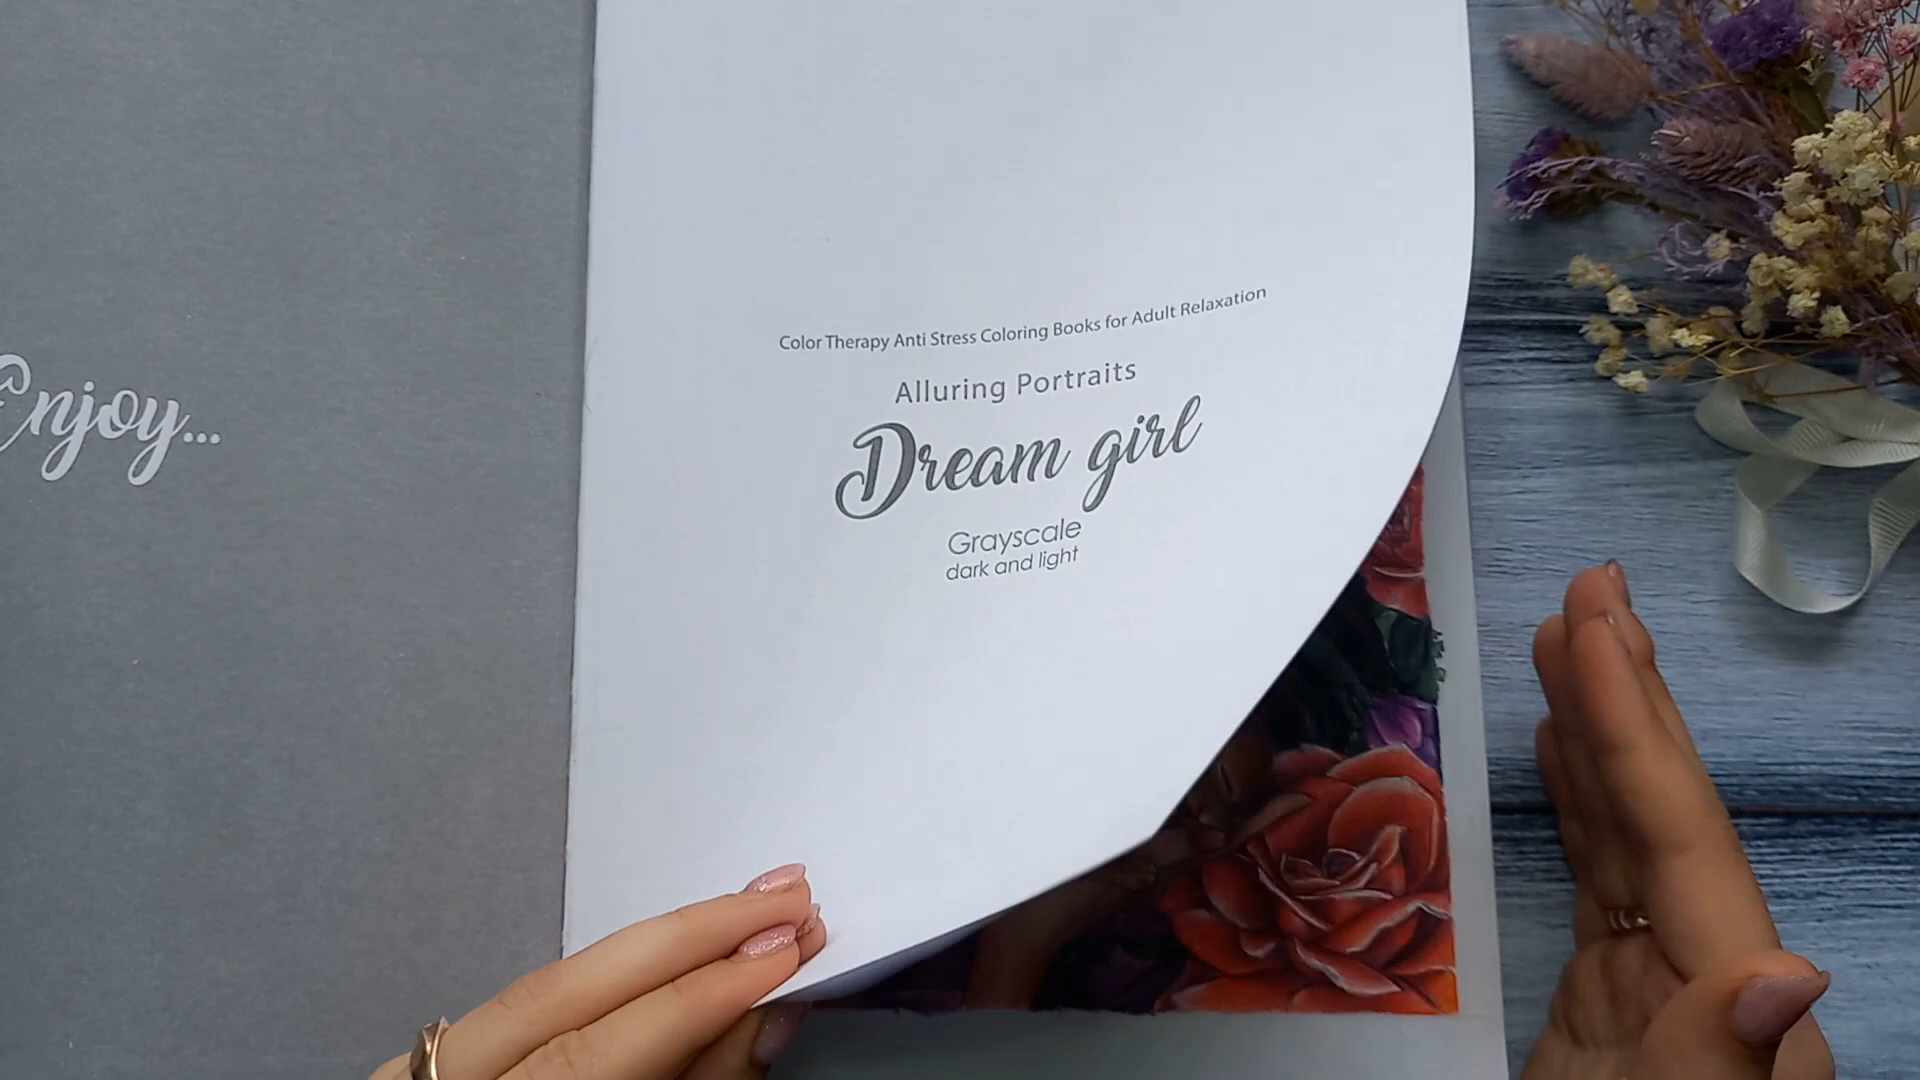 Enjoy...
Color Therapy Anti Stress Coloring Books for Adult Relaxation
Alluring Portraits
Dream girl
Grayscale
dark and light